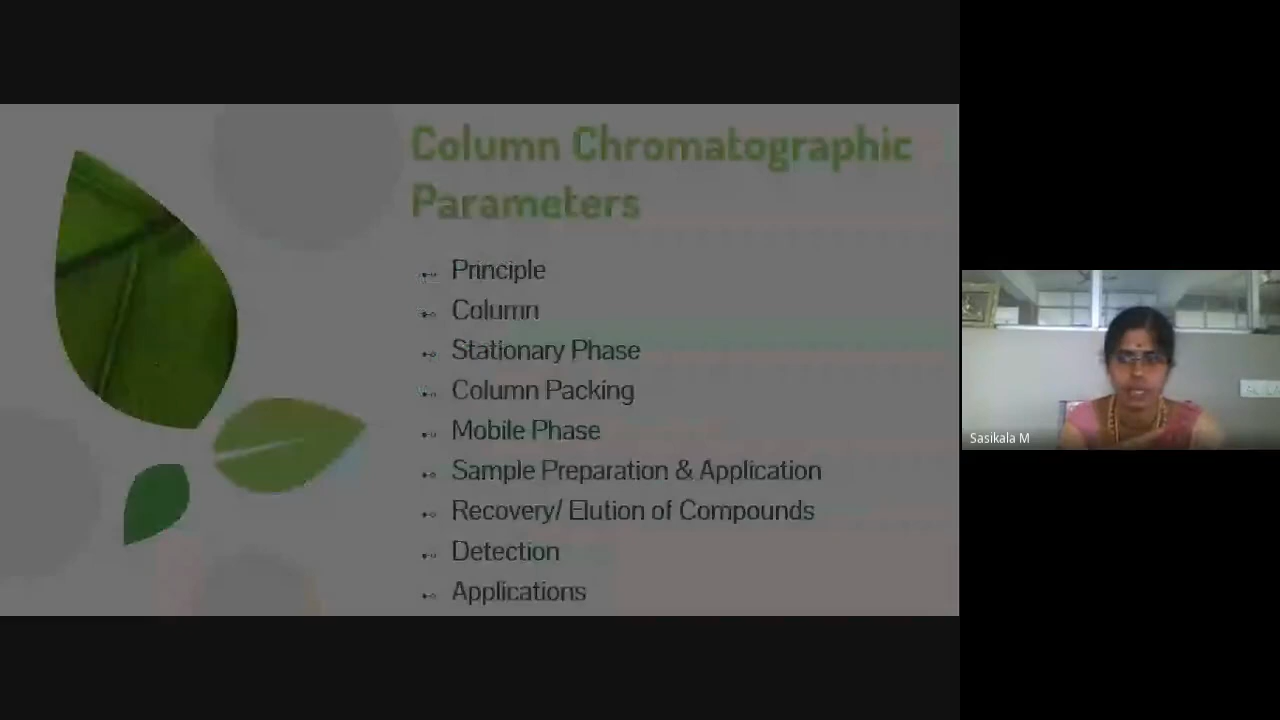 Column Chromatographic
Parameters
Principle
Column
Stationary Phase
Column Packing
Mobile Phase
Sample Preparation & Application
Recovery/ Elution of Compounds
Detection
Applications
Sasikala M